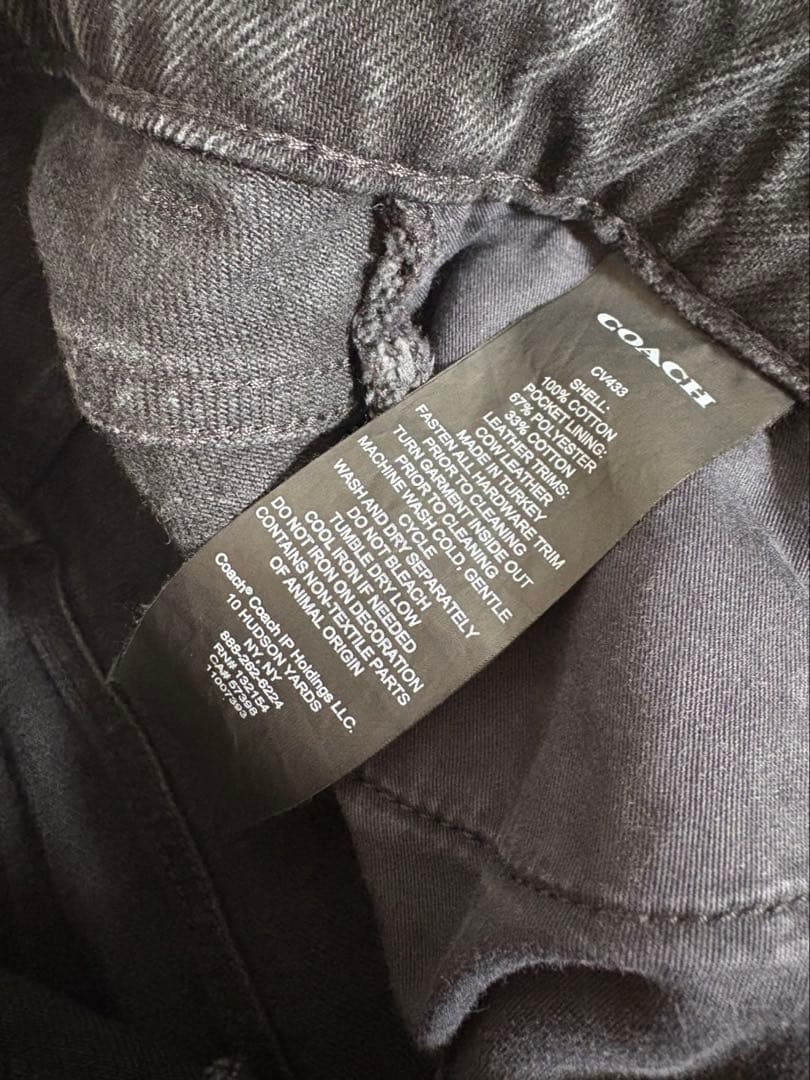 COACH
CV433
SHELL:
100% COTTON
POCKET LINING:
67% POLYESTER
33% COTTON
LEATHER TRIMS:
COW LEATHER
MADE IN TURKEY
FASTEN ALL HARDWARE TRIM
PRIOR TO CLEANING
TURN GARMENT INSIDE OUT
PRIOR TO CLEANING
MACHINE WASH COLD, GENTLE
CYCLE
WASH AND DRY SEPARATELY
DO NOT BLEACH
TUMBLE DRY LOW
COOL IRON IF NEEDED
DO NOT IRON ON DECORATION
CONTAINS NON-TEXTILE PARTS
OF ANIMAL ORIGIN
Coach® Coach IP Holdings LLC.
10 HUDSON YARDS
NY, NY
888-262-6224
RN# 132154
CA# 57398
11007393